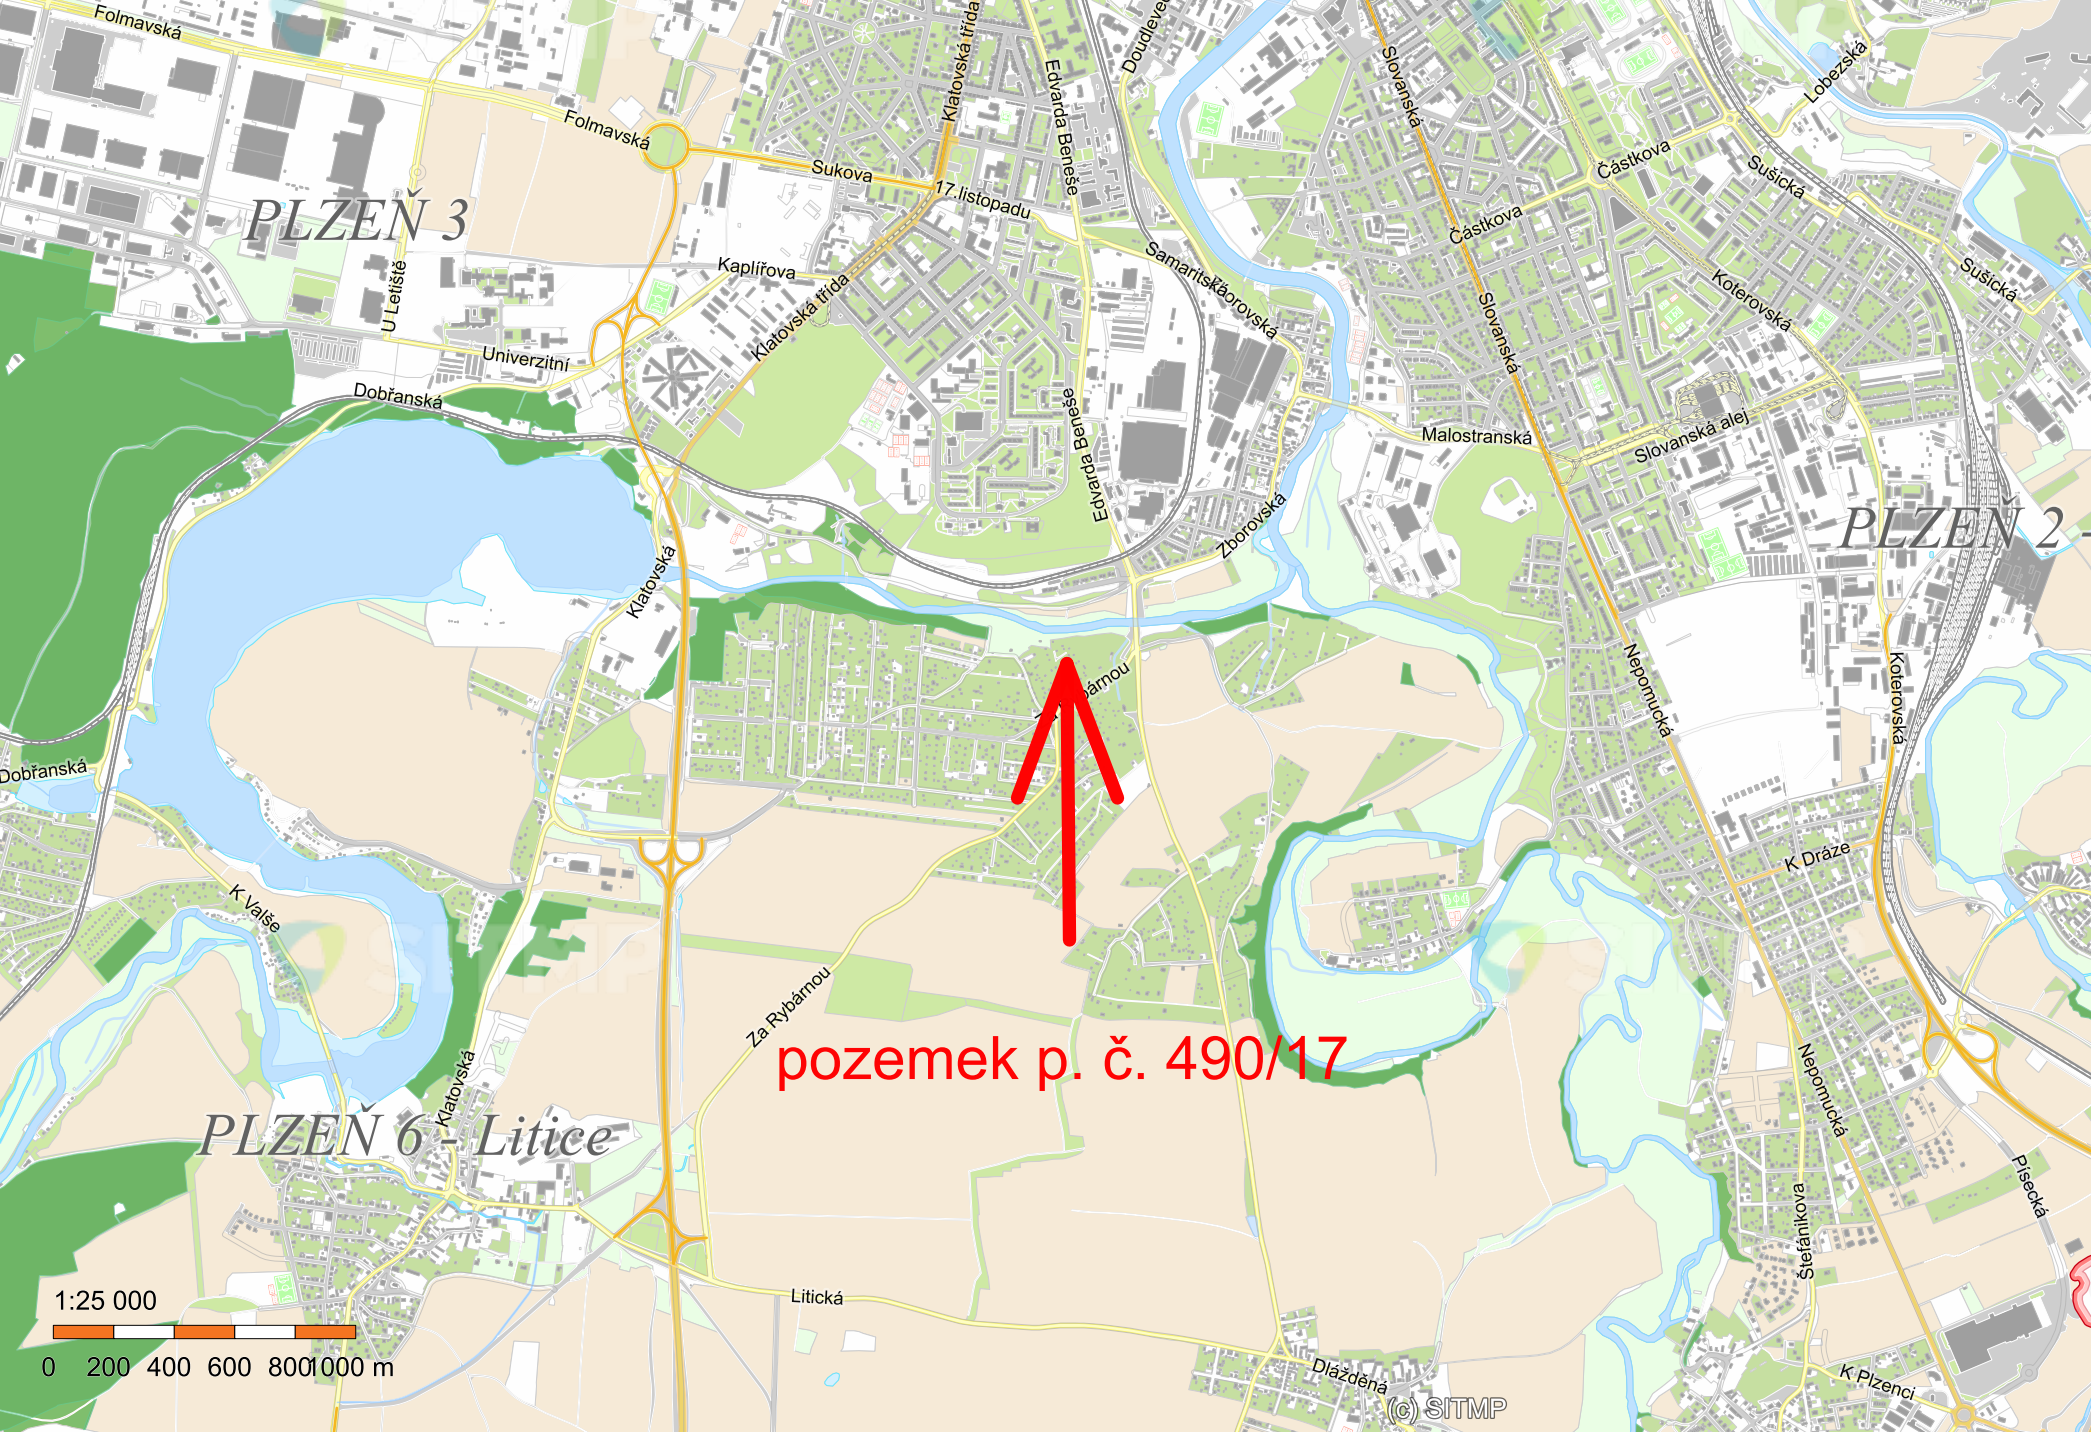 Folmavská
Klatovská třída
Edvarda Beneše
Slovanská
Lobezská
Folmavská
Sukova
17.listopadu
Částkova
Sušická
PLZEŇ 3
Částkova
U Letiště
Kaplířova
Samaritská
Zborovská
Koterovská
Sušická
Klatovská třída
Slovanská
Univerzitní
Dobřanská
Edvarda Beneše
Malostranská
Slovanská alej
Zborovská
PLZEŇ 2 -
Klatovská
Nepomucká
Koterovská
Dobřanská
K Dráze
K Valše
SITMP
Za Rybárnou
pozemek p. č. 490/17
Klatovská
Nepomucká
PLZEŇ 6 - Litice
Písecká
Štefánikova
1:25 000
Litická
0 200 400 600 800 1000 m
Dlážděná
K Plzenci
(c) SITMP